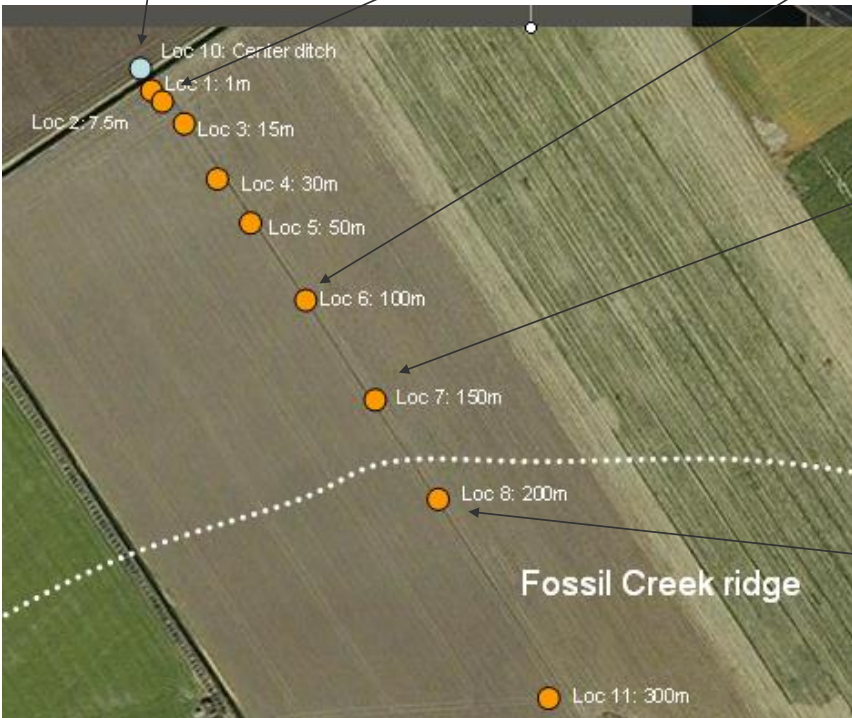 Loc 10: Center ditch
Loc 1: 1m
Loc 2: 7.5m
Loc 3: 15m
Loc 4: 30m
Loc 5: 50m
Loc 6: 100m
Loc 7: 150m
Loc 8: 200m
Fossil Creek ridge
Loc 11: 300m